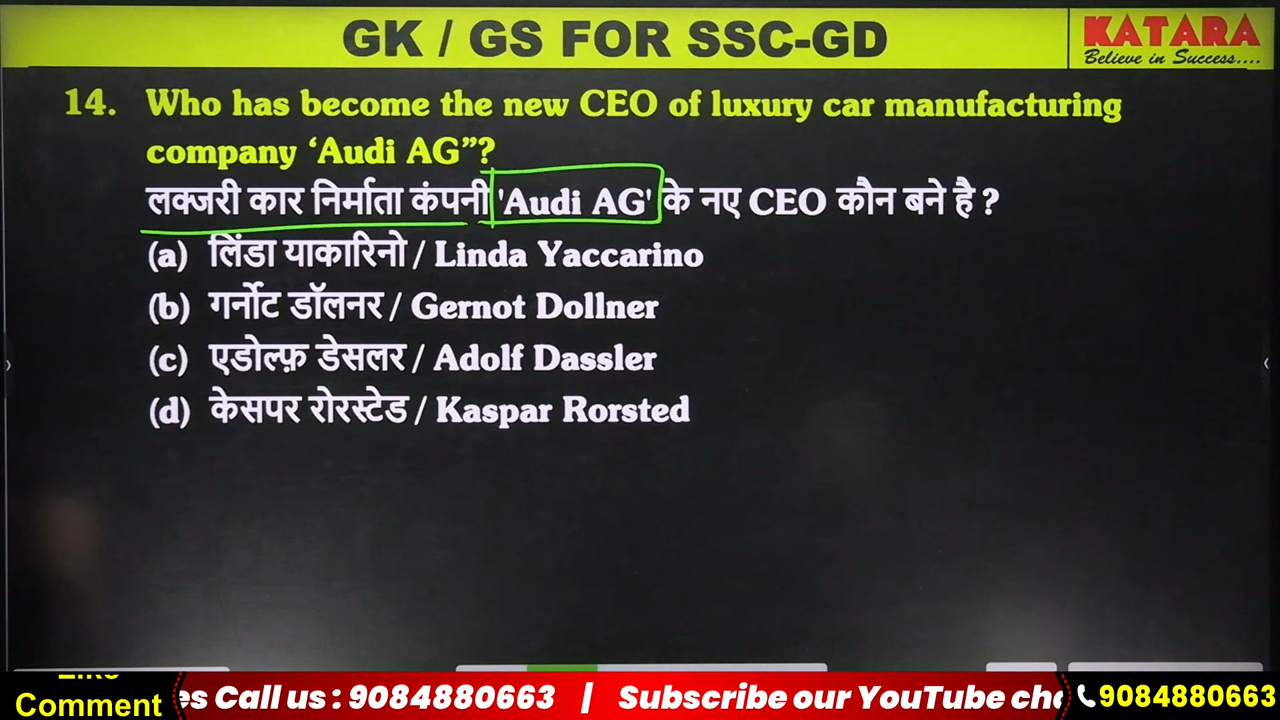 GK / GS FOR SSC-GD
KATARA
Believe in Success....
14. Who has become the new CEO of luxury car manufacturing
company ‘Audi AG”?
लक्जरी कार निर्माता कंपनी 'Audi AG' के नए CEO कौन बने है ?
(a) लिंडा याकारिनो / Linda Yaccarino
(b) गर्नोट डॉलनर / Gernot Dollner
(c) एडोल्फ़ डेसलर / Adolf Dassler
(d) केसपर रोरस्टेड / Kaspar Rorsted
Comment
es Call us : 9084880663 | Subscribe our YouTube cha
9084880663